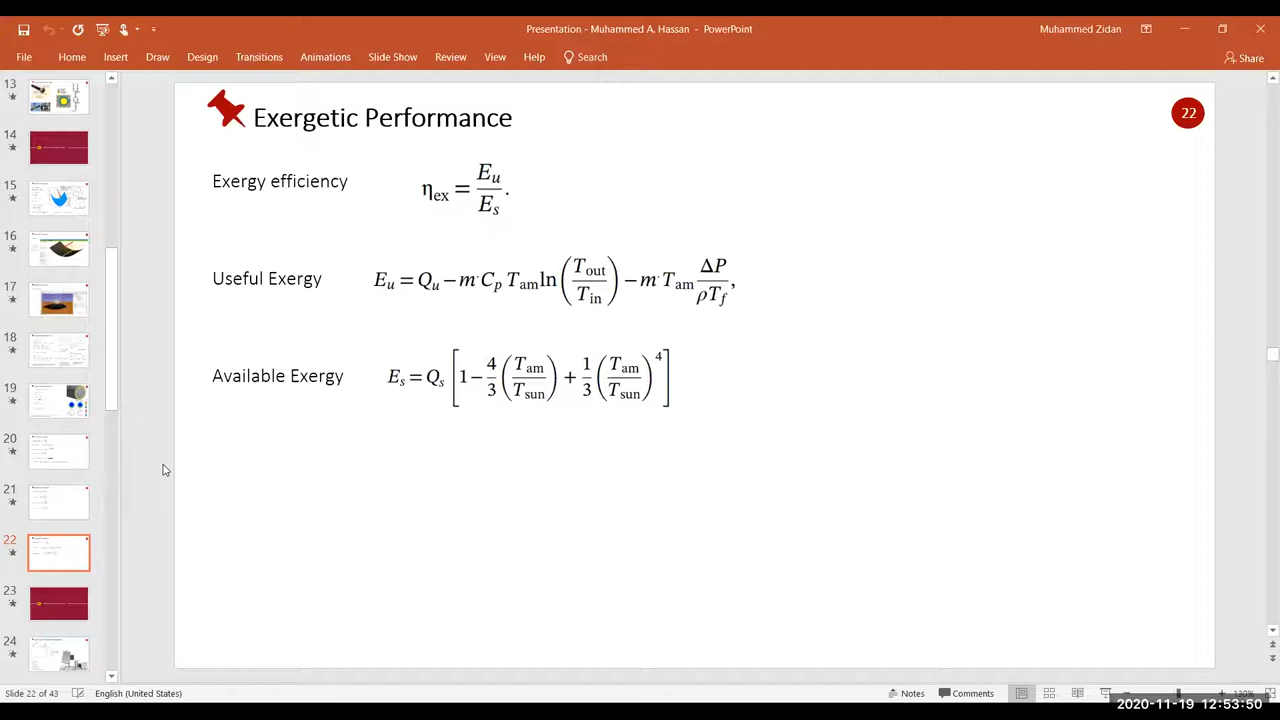 Presentation - Muhammed A. Hassan - PowerPoint
Muhammed Zidan
File Home Insert Draw Design Transitions Animations Slide Show Review View Help Search Share
13
14
15
16
17
18
19
20
21
22
23
24
Exergetic Performance
22
Exergy efficiency η_ex = E_u / E_s.
Useful Exergy E_u = Q_u − m˙ C_p T_am ln(T_out / T_in) − m˙ T_am ΔP / ρT_f,
Available Exergy E_s = Q_s [1 − 4/3 (T_am / T_sun) + 1/3 (T_am / T_sun)^4]
Slide 22 of 43 English (United States) Notes Comments
2020-11-19 12:53:50